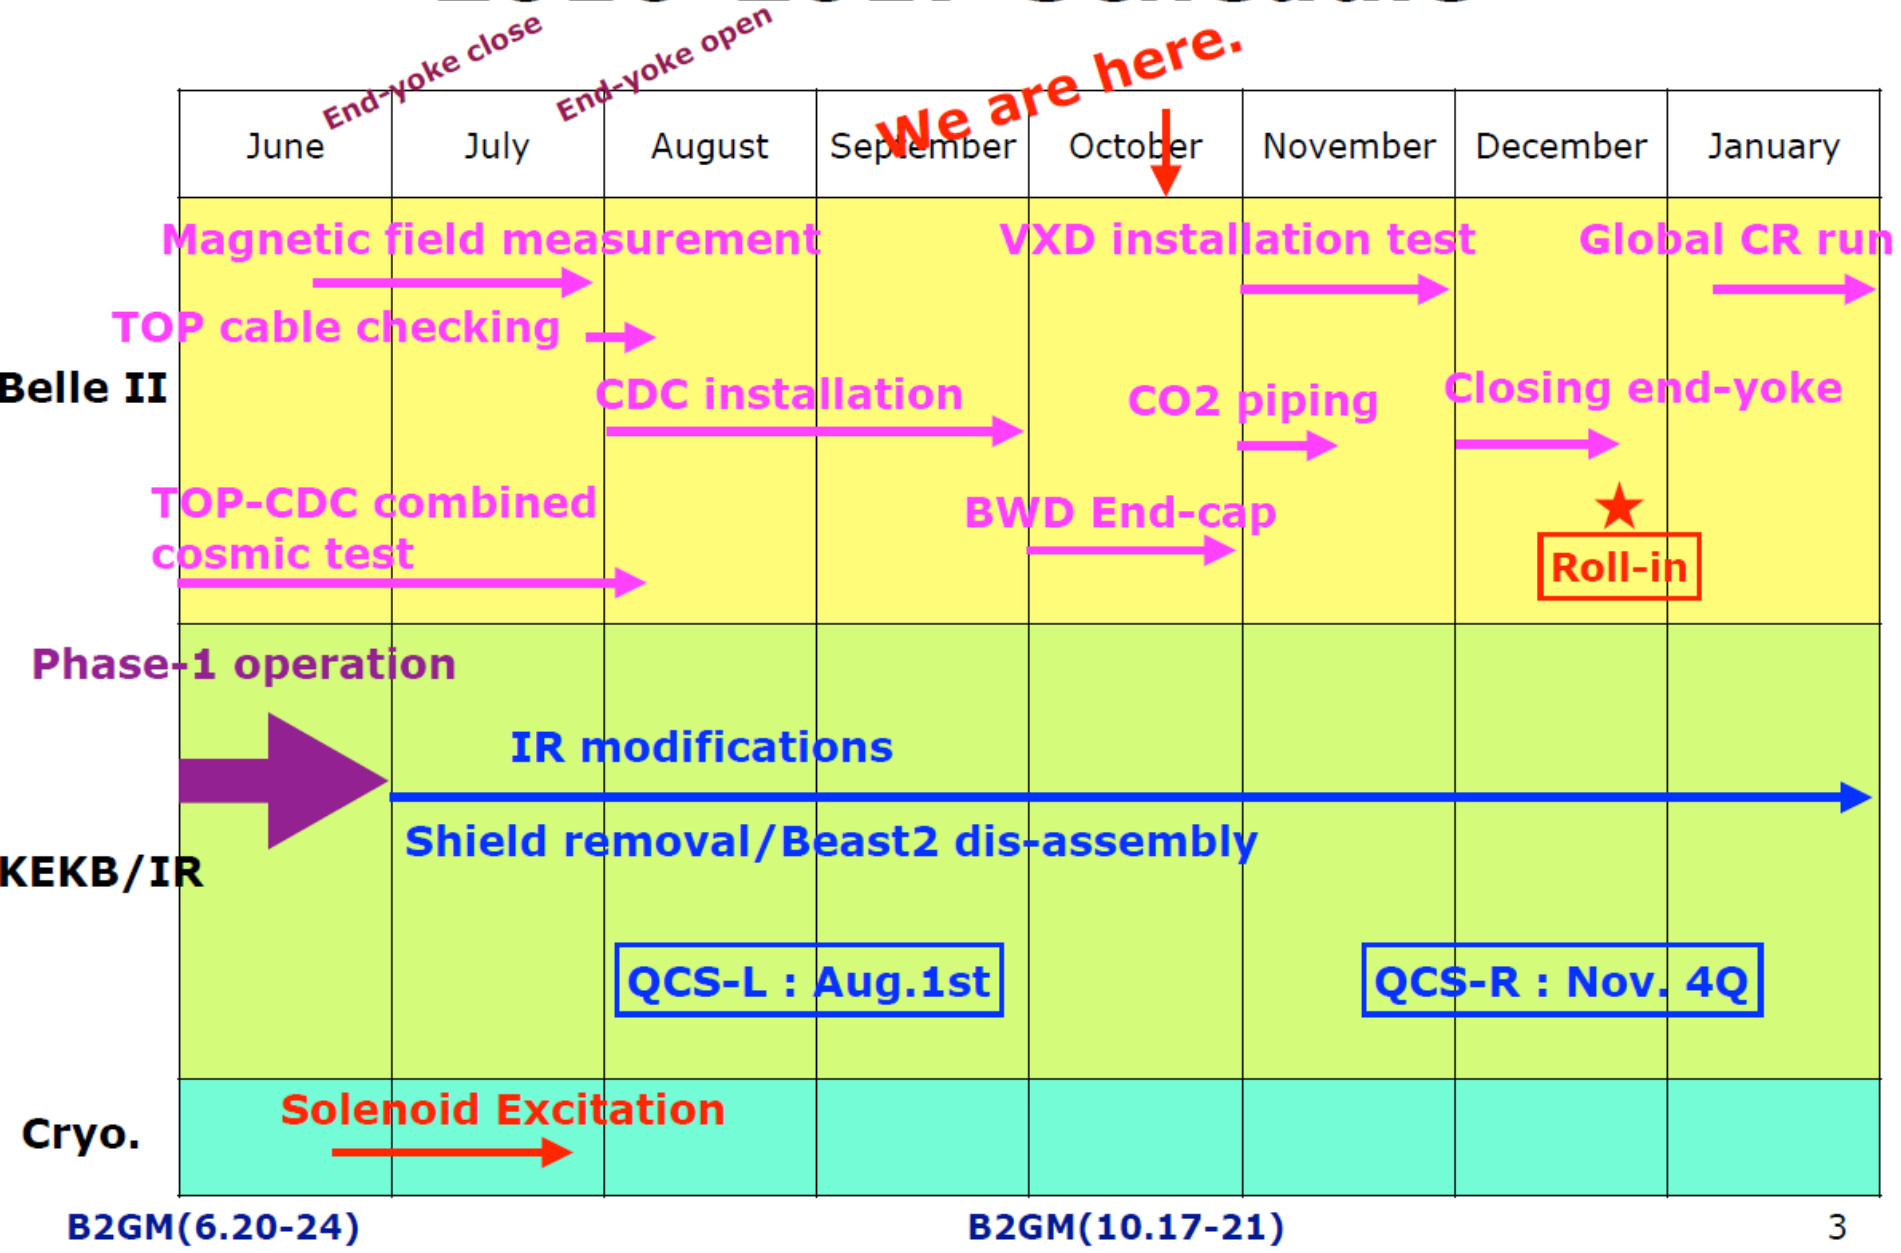 End-yoke close
End-yoke open
We are here.
June
July
August
September
October
November
December
January
Magnetic field measurement
VXD installation test
Global CR run
TOP cable checking
Belle II
CDC installation
CO2 piping
Closing end-yoke
TOP-CDC combined
cosmic test
BWD End-cap
Roll-in
Phase-1 operation
IR modifications
Shield removal/Beast2 dis-assembly
KEKB/IR
QCS-L : Aug.1st
QCS-R : Nov. 4Q
Solenoid Excitation
Cryo.
B2GM(6.20-24)
B2GM(10.17-21)
3